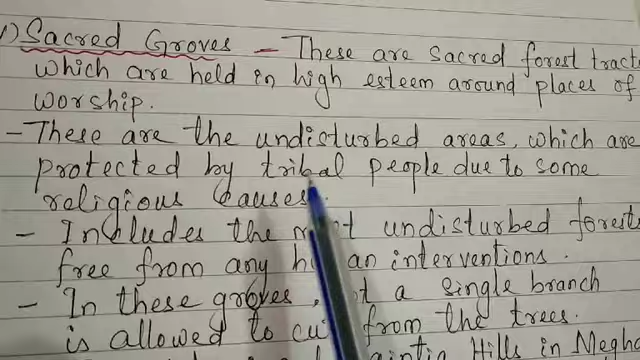 1) Sacred Groves - These are sacred forest tract
which are held in high esteem around places of
worship.
- These are the undisturbed areas, which are
protected by tribal people due to some
religious causes.
- Includes the undisturbed forest
free from any interventions.
- In these groves, a single branch
is allowed to from the trees.
Hills in Megha